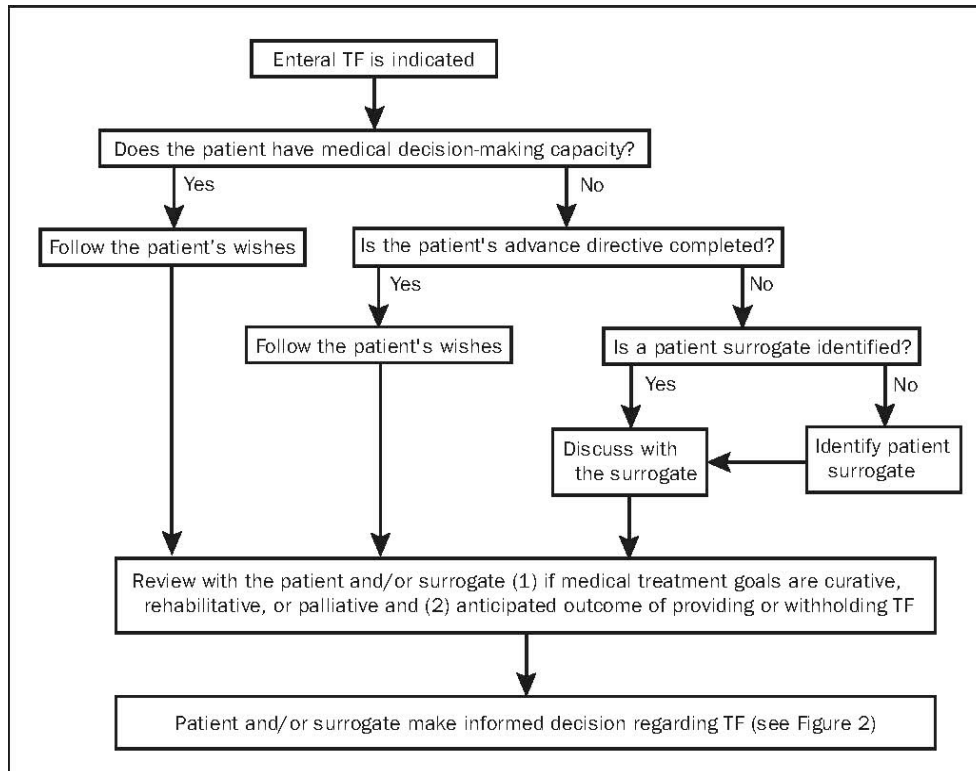 Enteral TF is indicated
Does the patient have medical decision-making capacity?
Yes
No
Follow the patient's wishes
Is the patient's advance directive completed?
Yes
No
Follow the patient's wishes
Is a patient surrogate identified?
Yes
No
Discuss with
the surrogate
Identify patient
surrogate
Review with the patient and/or surrogate (1) if medical treatment goals are curative,
rehabilitative, or palliative and (2) anticipated outcome of providing or withholding TF
Patient and/or surrogate make informed decision regarding TF (see Figure 2)